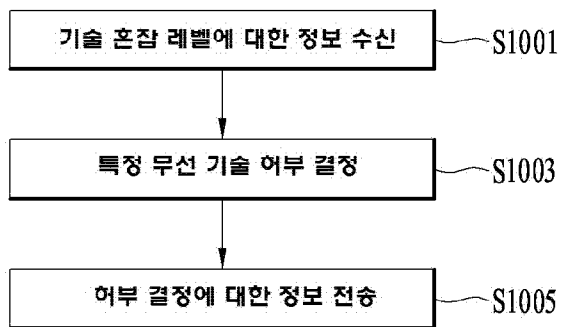 기술 혼잡 레벨에 대한 정보 수신
S1001
특정 무선 기술 허부 결정
S1003
허부 결정에 대한 정보 전송
S1005